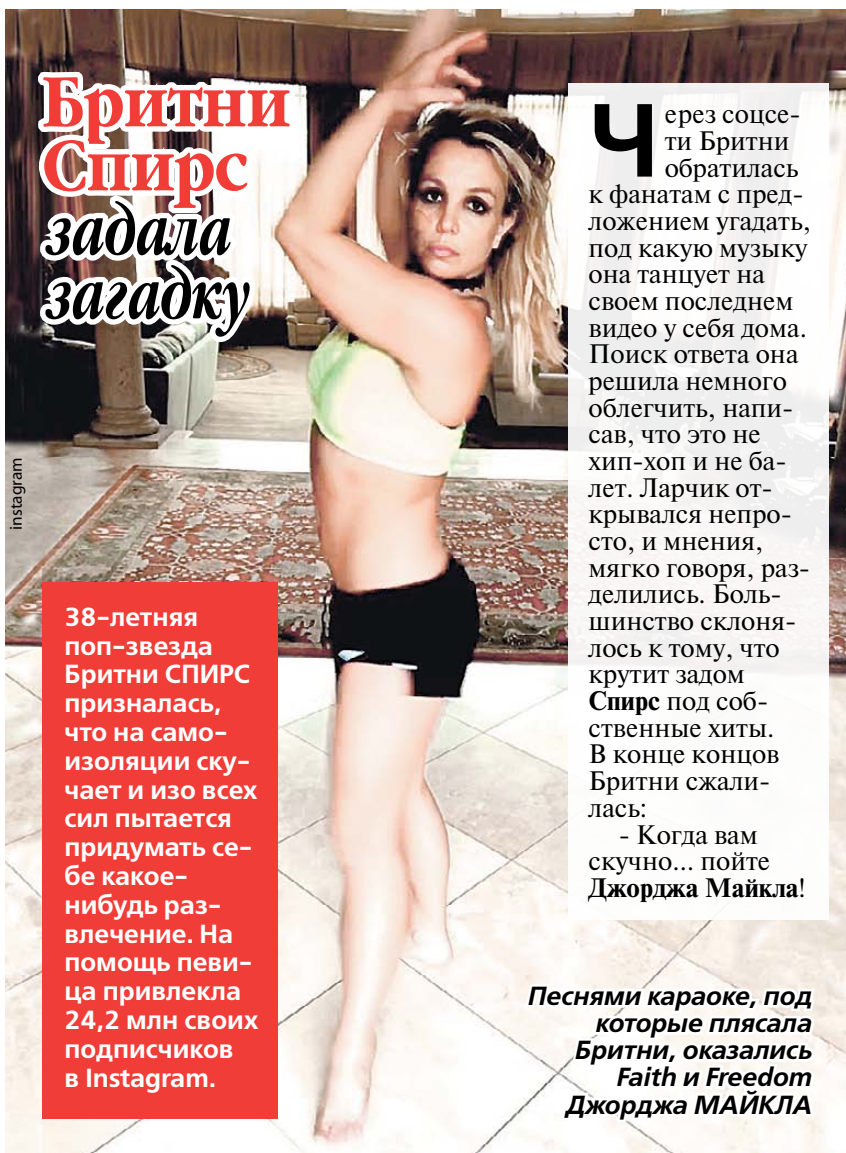 Бритни
Спирс
задала
загадку
instagram
38-летняя
поп-звезда
Бритни СПИРС
призналась,
что на само-
изоляции ску-
чает и изо всех
сил пытается
придумать се-
бе какое-
нибудь раз-
влечение. На
помощь певи-
ца привлекла
24,2 млн своих
подписчиков
в Instagram.
Через соцсе-
ти Бритни
обратилась
к фанатам с пред-
ложением угадать,
под какую музыку
она танцует на
своем последнем
видео у себя дома.
Поиск ответа она
решила немного
облегчить, напи-
сав, что это не
хип-хоп и не ба-
лет. Ларчик от-
крывался непро-
сто, и мнения,
мягко говоря, раз-
делились. Боль-
шинство склоня-
лось к тому, что
крутит задом
Спирс под соб-
ственные хиты.
В конце концов
Бритни сжали-
лась:
- Когда вам
скучно... пойте
Джорджа Майкла!
Песнями караоке, под
которые плясала
Бритни, оказались
Faith и Freedom
Джорджа МАЙКЛА